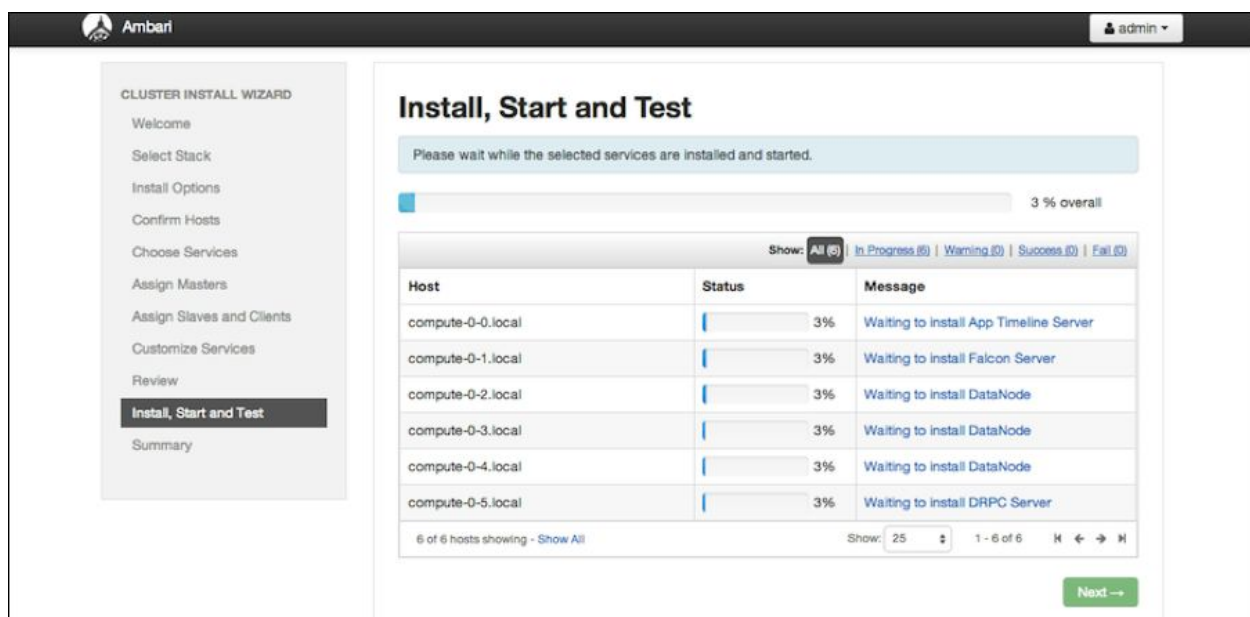 Ambari
admin
CLUSTER INSTALL WIZARD
Welcome
Select Stack
Install Options
Confirm Hosts
Choose Services
Assign Masters
Assign Slaves and Clients
Customize Services
Review
Install, Start and Test
Summary
Install, Start and Test
Please wait while the selected services are installed and started.
3 % overall
Show: All (6) | In Progress (6) | Warning (0) | Success (0) | Fail (0)
Host Status Message
compute-0-0.local 3% Waiting to install App Timeline Server
compute-0-1.local 3% Waiting to install Falcon Server
compute-0-2.local 3% Waiting to install DataNode
compute-0-3.local 3% Waiting to install DataNode
compute-0-4.local 3% Waiting to install DataNode
compute-0-5.local 3% Waiting to install DRPC Server
6 of 6 hosts showing - Show All Show: 25 1 - 6 of 6
Next →